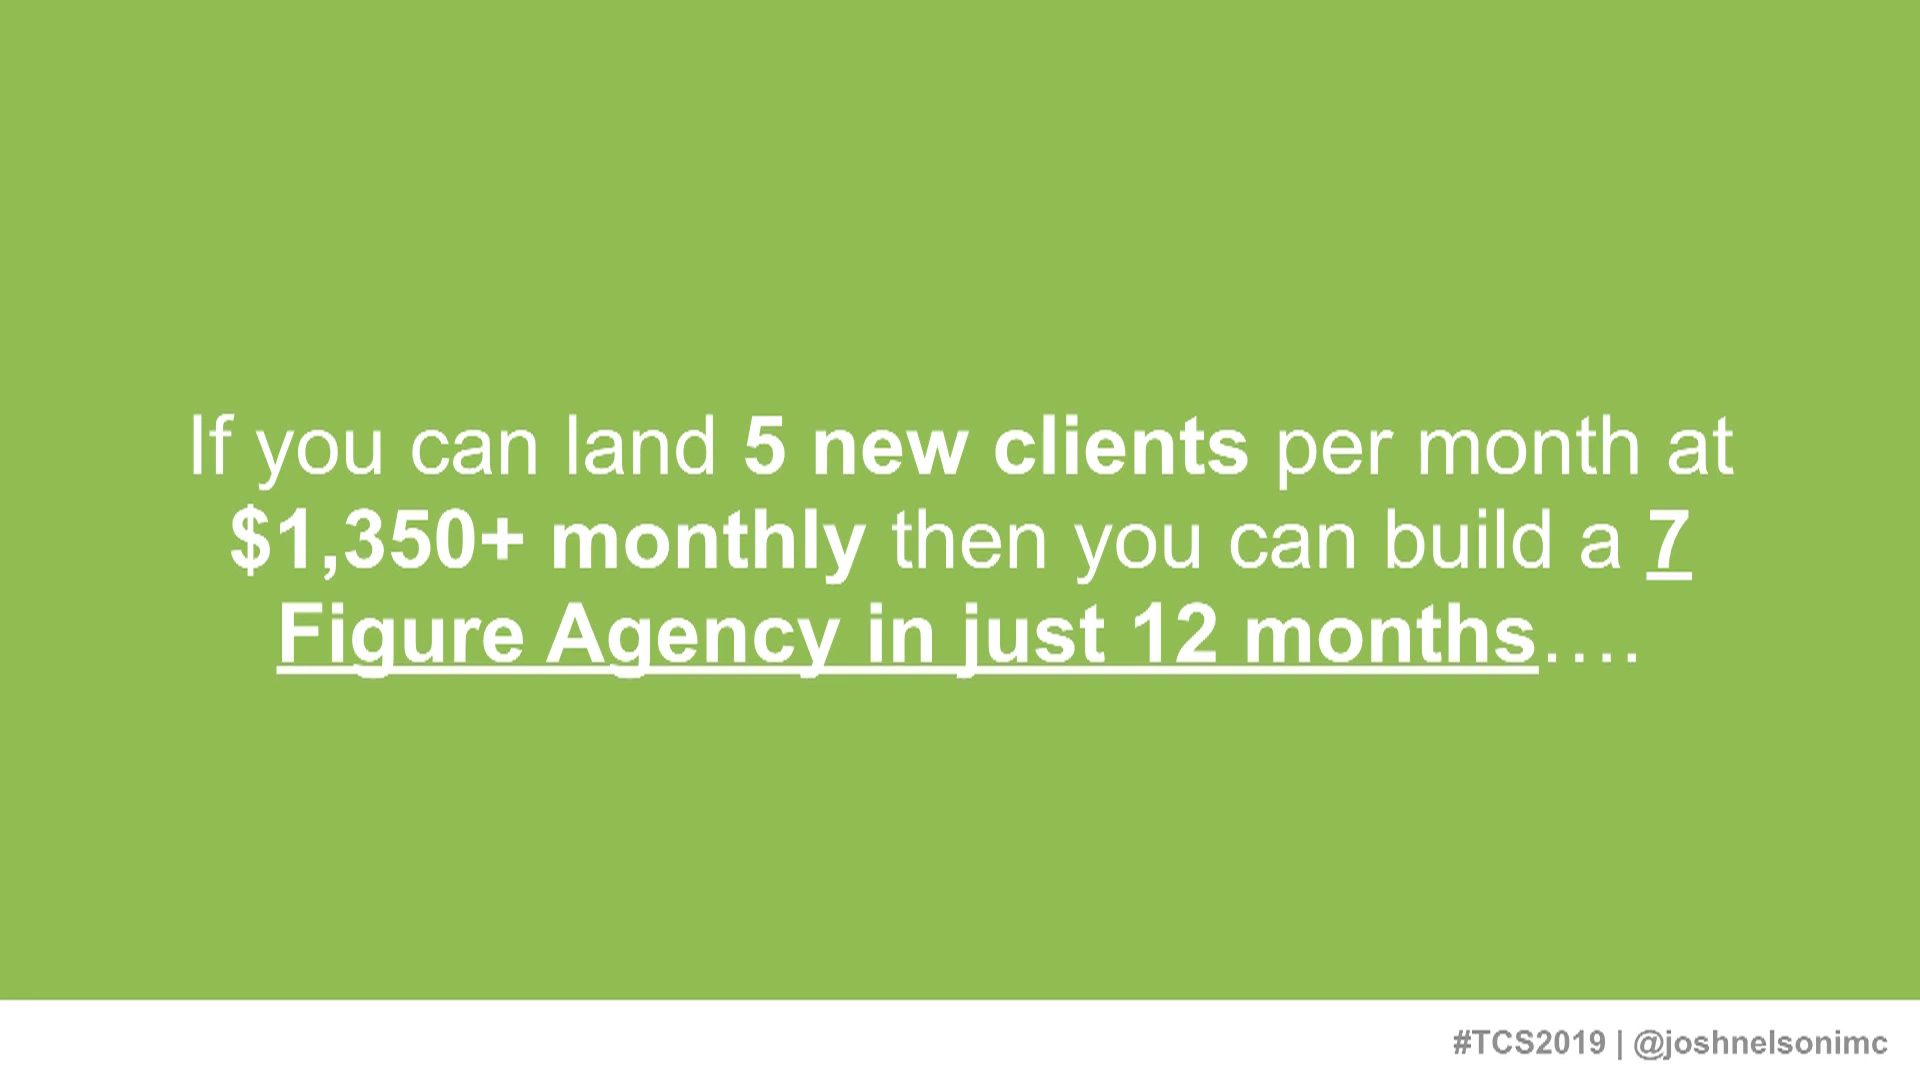 If you can land 5 new clients per month at
$1,350+ monthly then you can build a 7
Figure Agency in just 12 months….
#TCS2019 | @joshnelsonimc